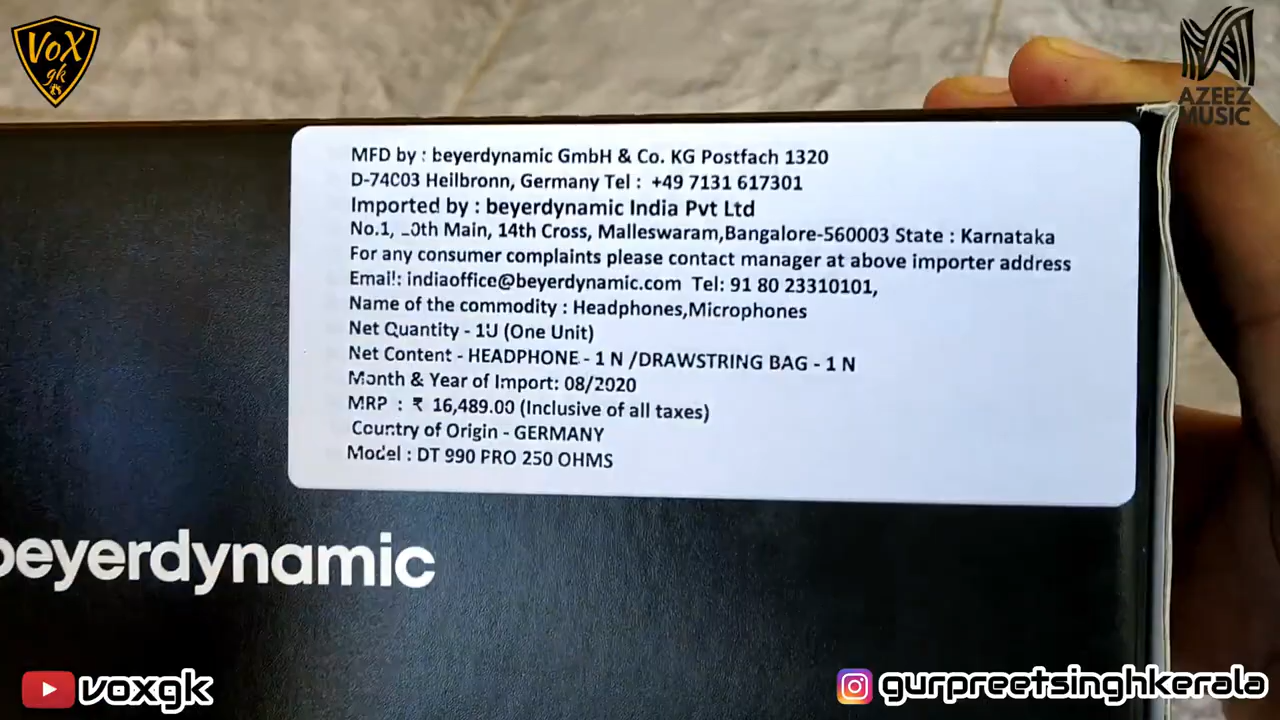 VoX
gk
AZEEZ
MUSIC
MFD by : beyerdynamic GmbH & Co. KG Postfach 1320
D-74003 Heilbronn, Germany Tel : +49 7131 617301
Imported by : beyerdynamic India Pvt Ltd
No.1, Main, 14th Cross, Malleswaram,Bangalore-560003 State : Karnataka
For any consumer complaints please contact manager at above importer address
Email: indiaoffice@beyerdynamic.com Tel: 91 80 23310101,
Name of the commodity : Headphones,Microphones
Net Quantity - 1U (One Unit)
Net Content - HEADPHONE - 1 N /DRAWSTRING BAG - 1 N
Month & Year of Import: 08/2020
MRP : ₹ 16,489.00 (Inclusive of all taxes)
Country of Origin - GERMANY
Model : DT 990 PRO 250 OHMS
beyerdynamic
voxgk
gurpreetsinghkerala